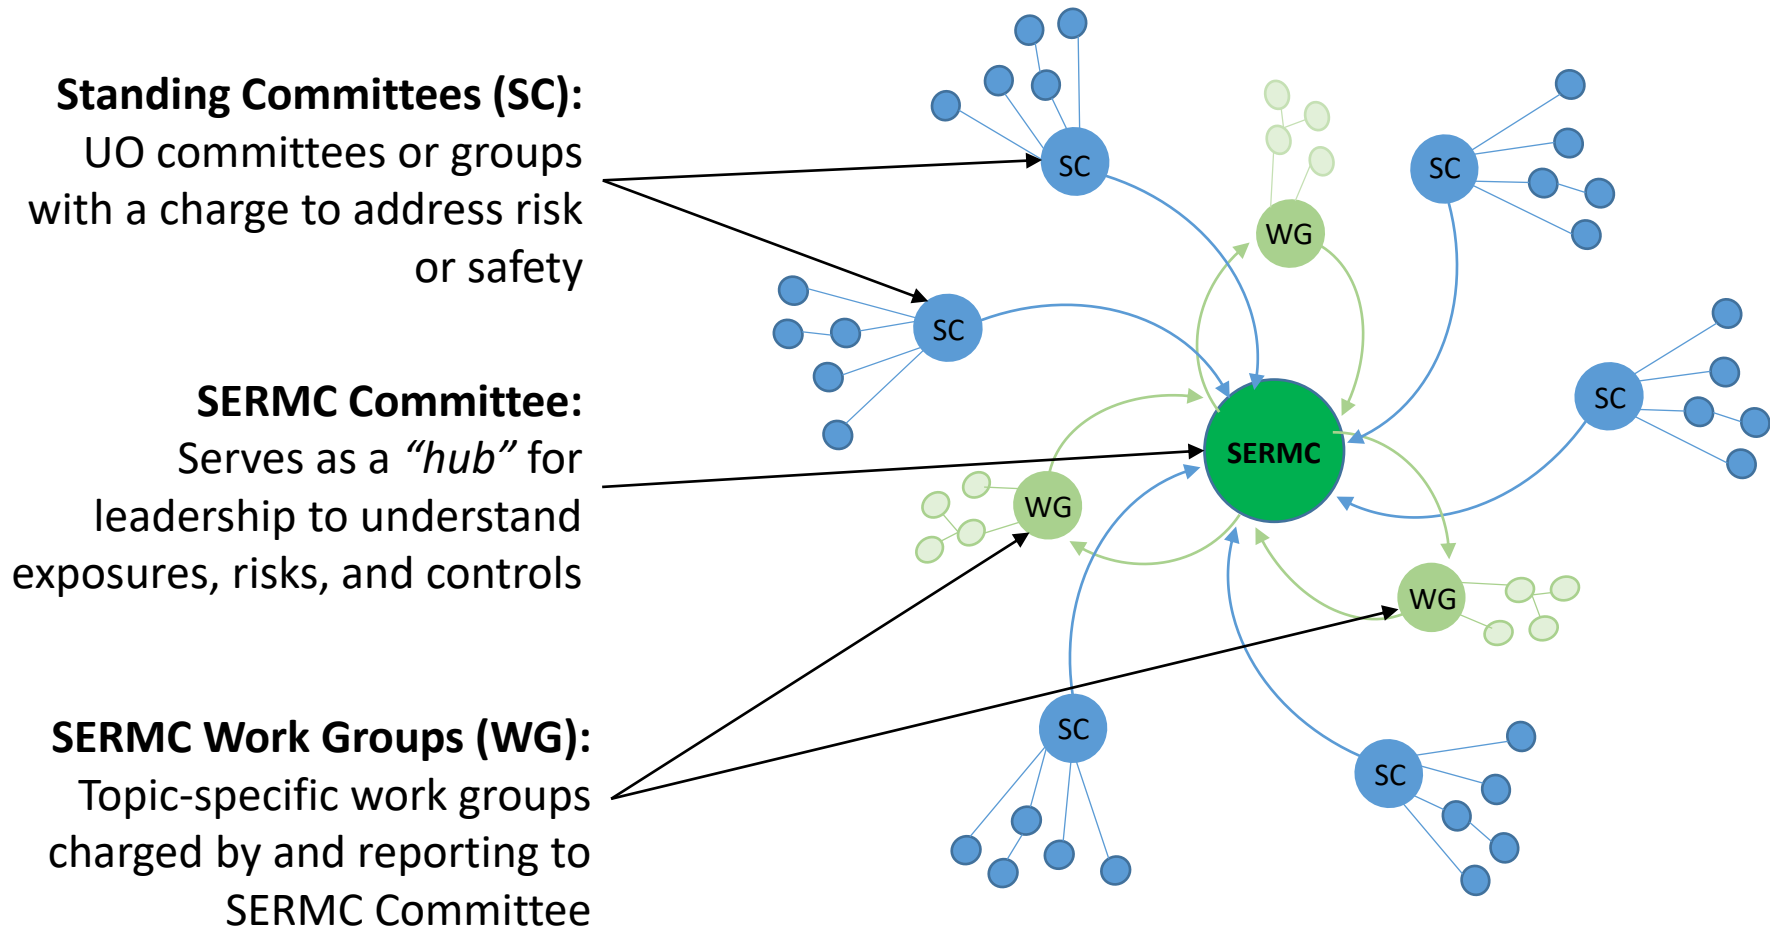 Standing Committees (SC):
UO committees or groups
with a charge to address risk
or safety
SERMC Committee:
Serves as a “hub” for
leadership to understand
exposures, risks, and controls
SERMC Work Groups (WG):
Topic-specific work groups
charged by and reporting to
SERMC Committee
SC
SC
WG
SC
SC
SERMC
WG
WG
SC
SC